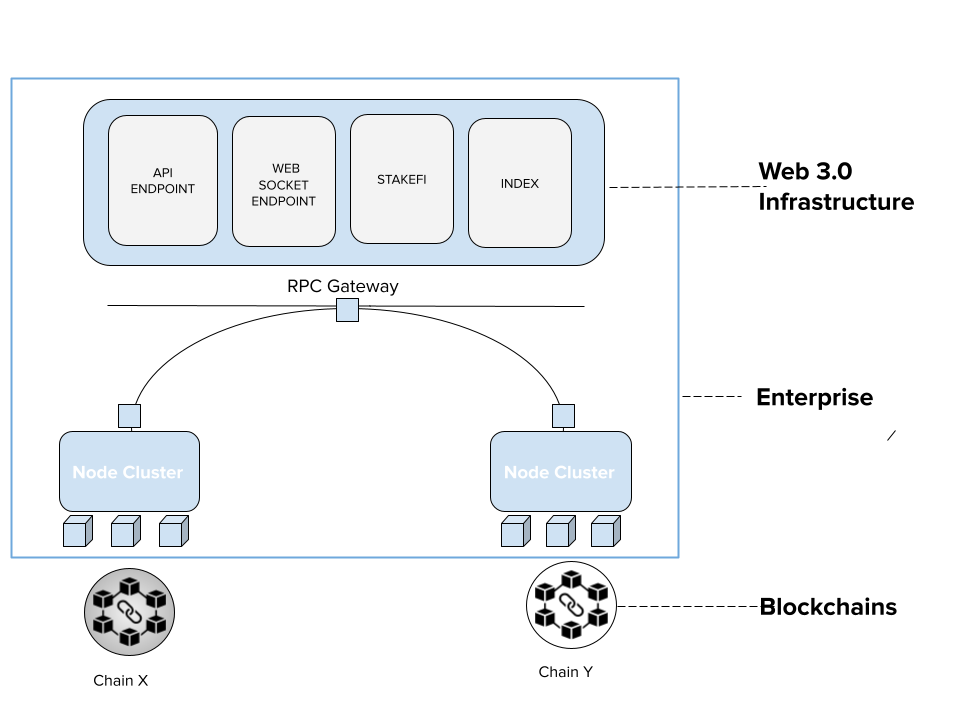 API
ENDPOINT
WEB
SOCKET
ENDPOINT
STAKEFI
INDEX
Web 3.0
Infrastructure
RPC Gateway
Enterprise
Node Cluster
Node Cluster
Blockchains
Chain X
Chain Y